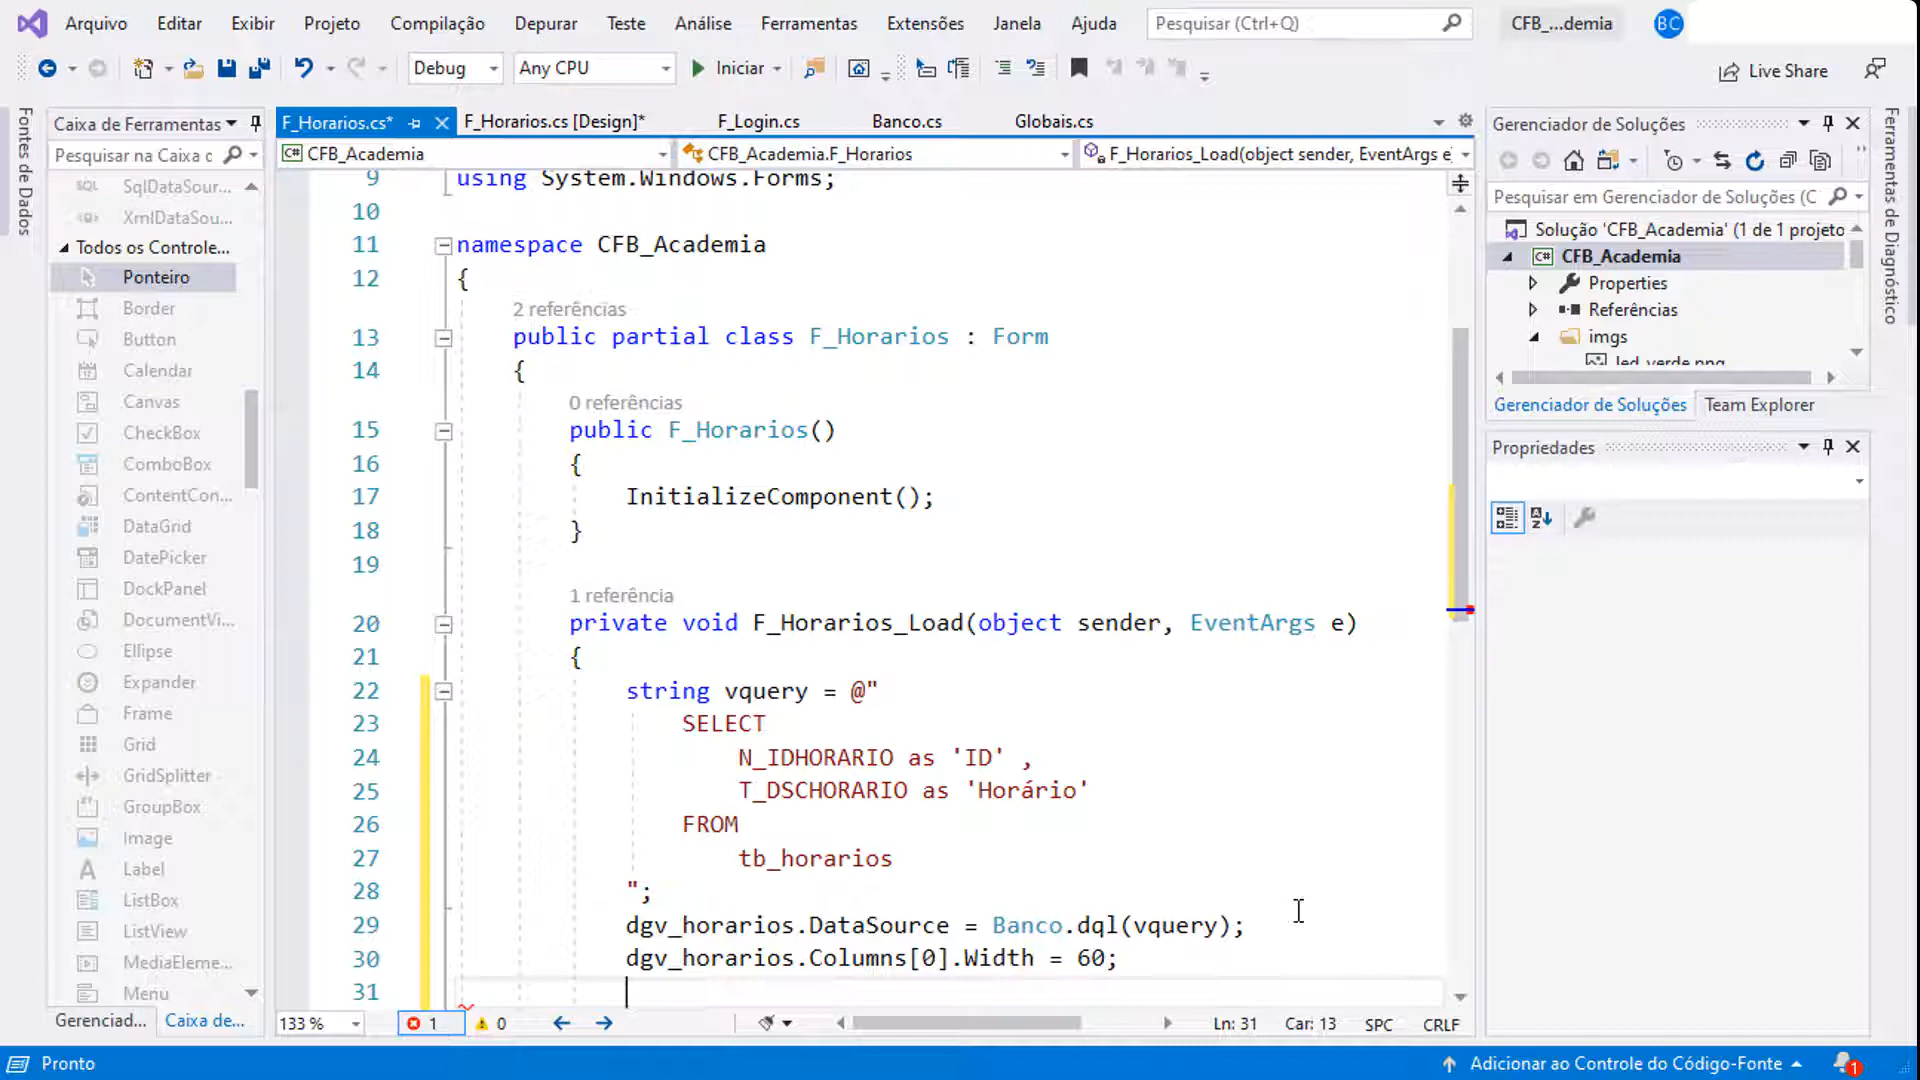 Arquivo Editar Exibir Projeto Compilação Depurar Teste Análise Ferramentas Extensões Janela Ajuda Pesquisar (Ctrl+Q) CFB_...demia BC
Debug Any CPU Iniciar Live Share
Fontes de Dados
Caixa de Ferramentas
Pesquisar na Caixa c
SqlDataSour...
XmlDataSou...
Todos os Controle...
Ponteiro
Border
Button
Calendar
Canvas
CheckBox
ComboBox
ContentCon...
DataGrid
DatePicker
DockPanel
DocumentVi...
Ellipse
Expander
Frame
Grid
GridSplitter
GroupBox
Image
Label
ListBox
ListView
MediaEleme...
Menu
Gerenciad... Caixa de...
F_Horarios.cs* F_Horarios.cs [Design]* F_Login.cs Banco.cs Globais.cs
CFB_Academia CFB_Academia.F_Horarios F_Horarios_Load(object sender, EventArgs e)
9 using System.Windows.Forms;
10
11 namespace CFB_Academia
12 {
2 referências
13 public partial class F_Horarios : Form
14 {
0 referências
15 public F_Horarios()
16 {
17 InitializeComponent();
18 }
19
1 referência
20 private void F_Horarios_Load(object sender, EventArgs e)
21 {
22 string vquery = @"
23 SELECT
24 N_IDHORARIO as 'ID' ,
25 T_DSCHORARIO as 'Horário'
26 FROM
27 tb_horarios
28 ";
29 dgv_horarios.DataSource = Banco.dql(vquery);
30 dgv_horarios.Columns[0].Width = 60;
31
133 % 1 0 Ln: 31 Car: 13 SPC CRLF
Gerenciador de Soluções
Pesquisar em Gerenciador de Soluções (C
Solução 'CFB_Academia' (1 de 1 projeto
C# CFB_Academia
Properties
Referências
imgs
led_verde.png
Gerenciador de Soluções Team Explorer
Propriedades
Ferramentas de Diagnóstico
Pronto Adicionar ao Controle do Código-Fonte 1